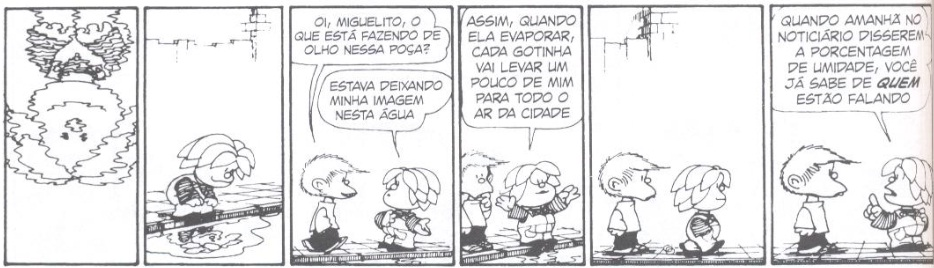 OI, MIGUELITO, O
QUE ESTÁ FAZENDO DE
OLHO NESSA POÇA?
ESTAVA DEIXANDO
MINHA IMAGEM
NESTA ÁGUA
ASSIM, QUANDO
ELA EVAPORAR,
CADA GOTINHA
VAI LEVAR UM
POUCO DE MIM
PARA TODO O
AR DA CIDADE
QUANDO AMANHÃ NO
NOTICIÁRIO DISSEREM
A PORCENTAGEM
DE UMIDADE, VOCÊ
JÁ SABE DE QUEM
ESTÃO FALANDO